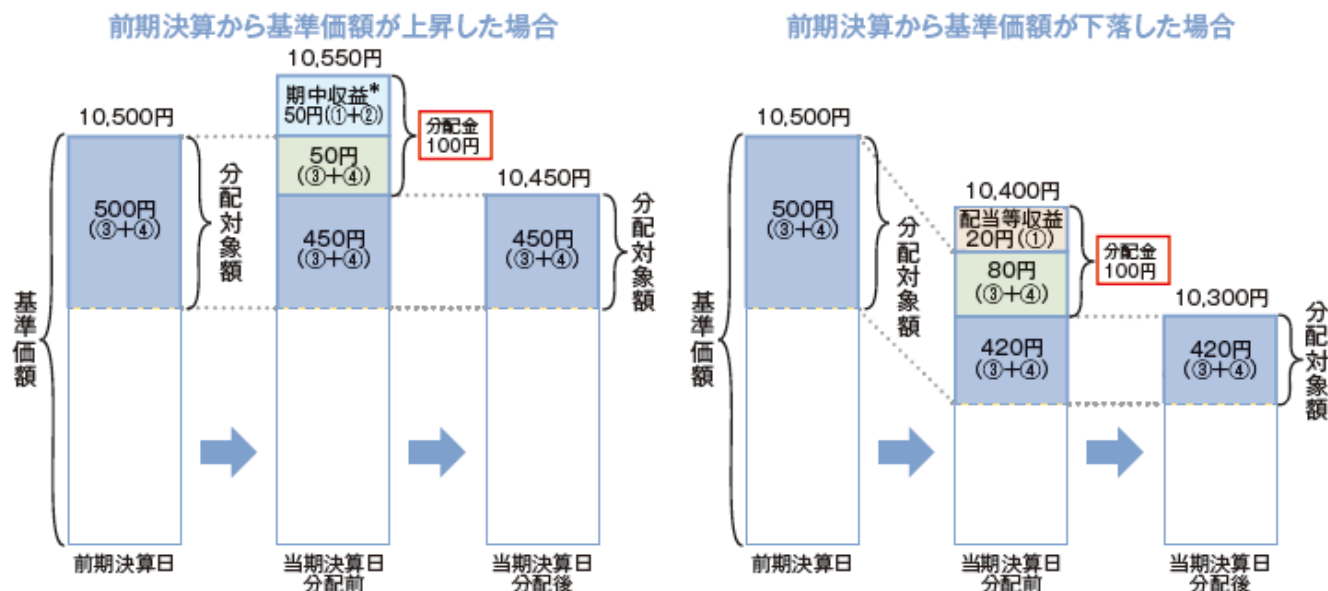 前期決算から基準価額が上昇した場合
10,500円
500円
(③+④)
分配対象額
基準価額
前期決算日
10,550円
期中収益*
50円(①+②)
50円
(③+④)
450円
(③+④)
分配金
100円
当期決算日
分配前
10,450円
450円
(③+④)
分配対象額
当期決算日
分配後
前期決算から基準価額が下落した場合
10,500円
500円
(③+④)
分配対象額
基準価額
前期決算日
10,400円
配当等収益
20円(①)
80円
(③+④)
420円
(③+④)
分配金
100円
当期決算日
分配前
10,300円
420円
(③+④)
分配対象額
当期決算日
分配後